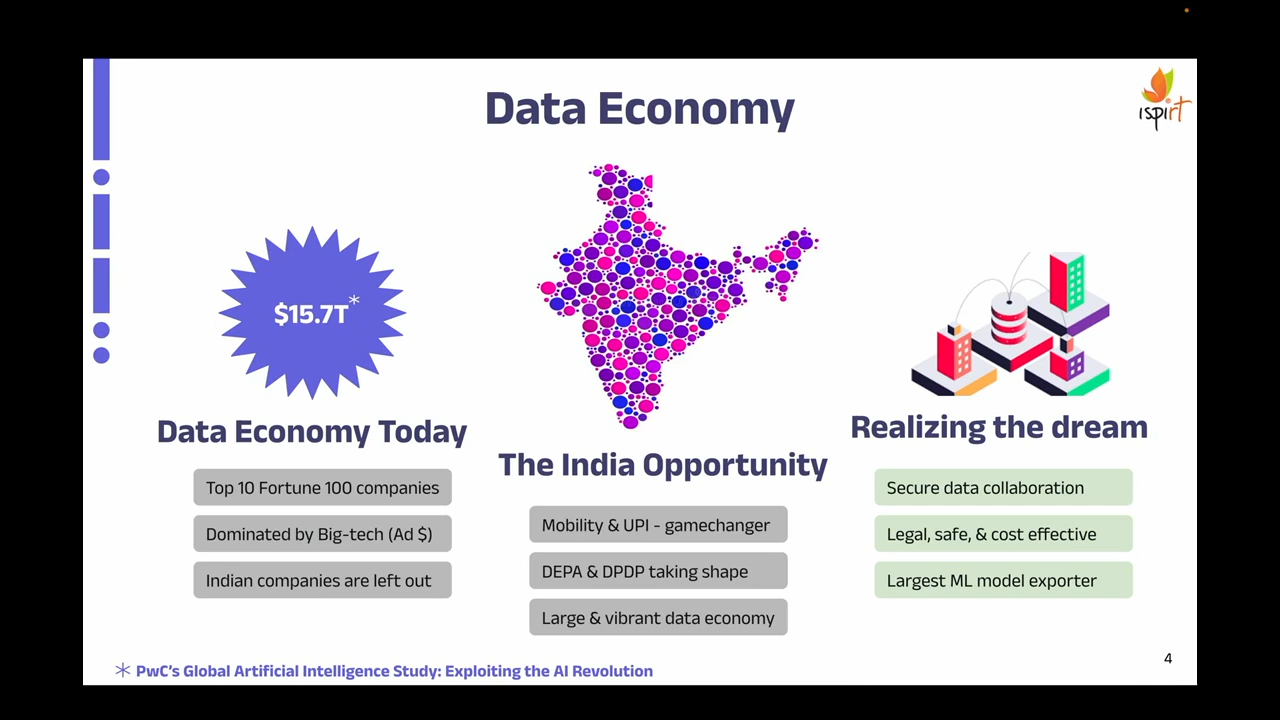 Data Economy
ispirt
$15.7T*
Data Economy Today
Top 10 Fortune 100 companies
Dominated by Big-tech (Ad $)
Indian companies are left out
The India Opportunity
Mobility & UPI - gamechanger
DEPA & DPDP taking shape
Large & vibrant data economy
Realizing the dream
Secure data collaboration
Legal, safe, & cost effective
Largest ML model exporter
* PwC's Global Artificial Intelligence Study: Exploiting the AI Revolution
4